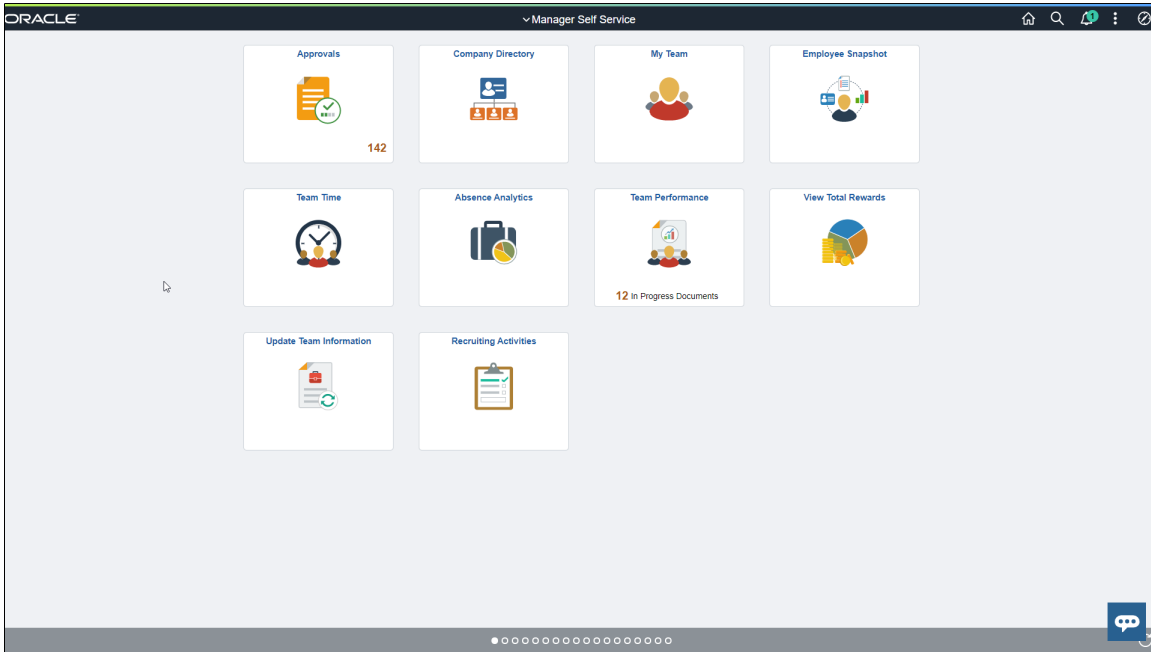 ORACLE
Manager Self Service
1
Approvals
142
Company Directory
My Team
Employee Snapshot
Team Time
Absence Analytics
Team Performance
12 In Progress Documents
View Total Rewards
Update Team Information
Recruiting Activities